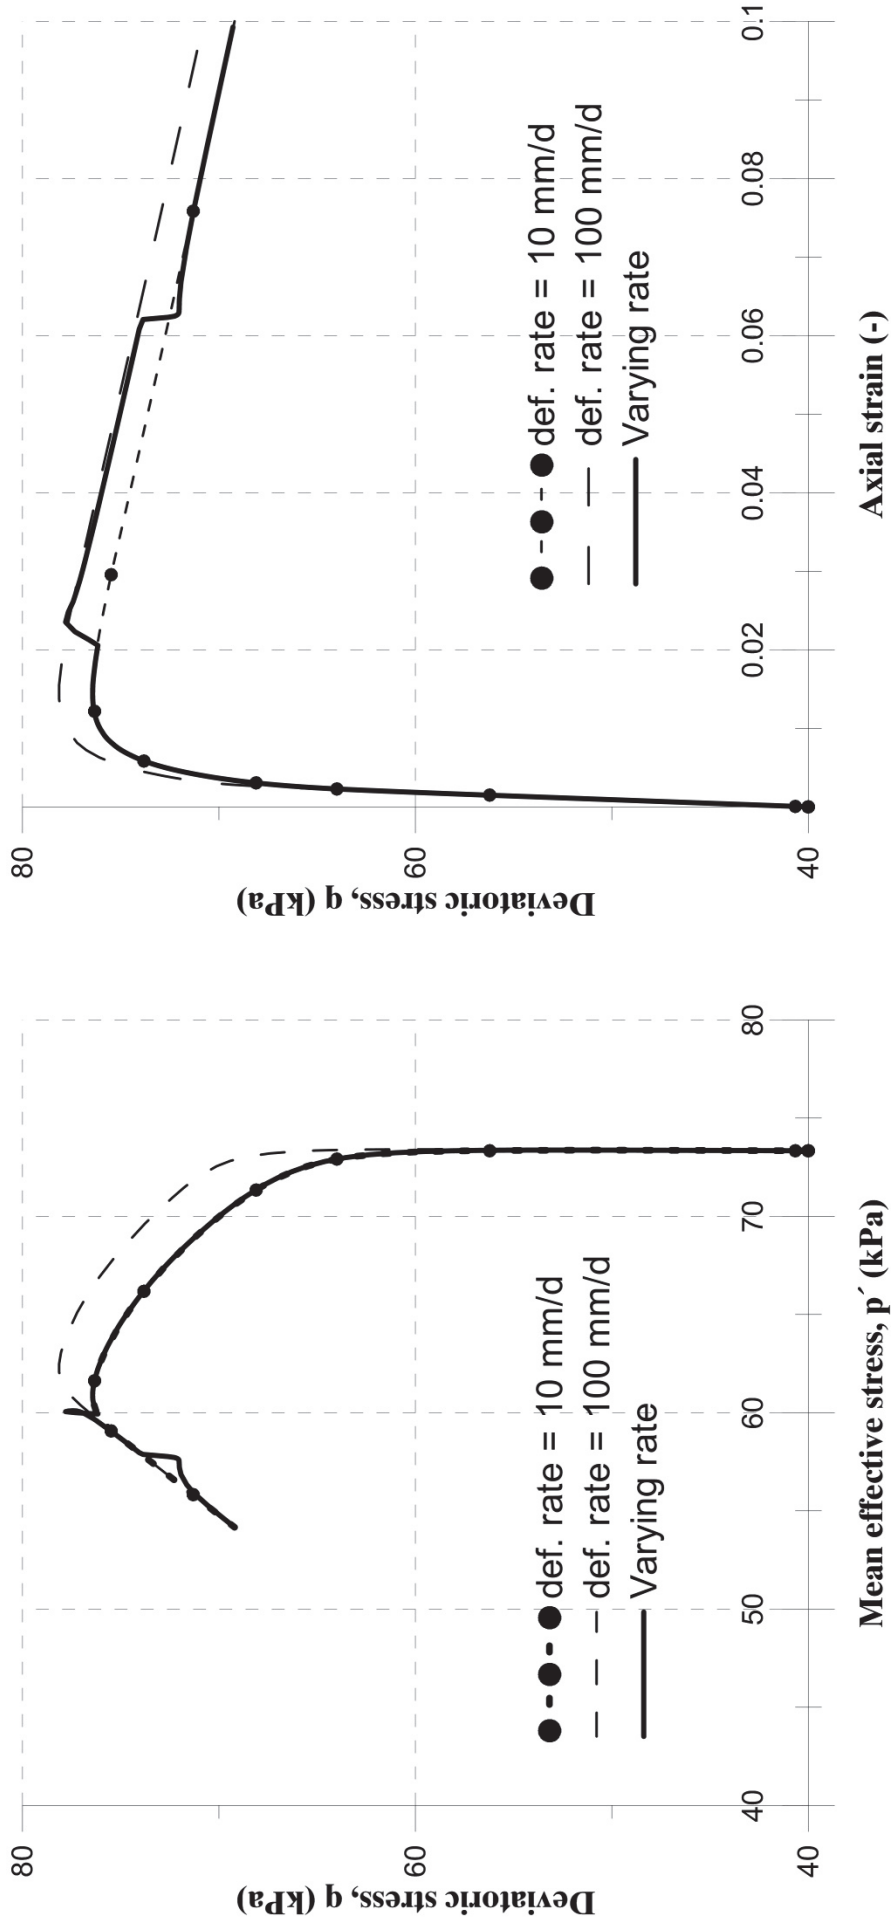 Deviatoric stress, q (kPa)
80
60
40
def. rate = 10 mm/d
def. rate = 100 mm/d
Varying rate
40
50
60
70
80
Mean effective stress, p´ (kPa)
Deviatoric stress, q (kPa)
80
60
40
def. rate = 10 mm/d
def. rate = 100 mm/d
Varying rate
0.02
0.04
0.06
0.08
0.1
Axial strain (-)